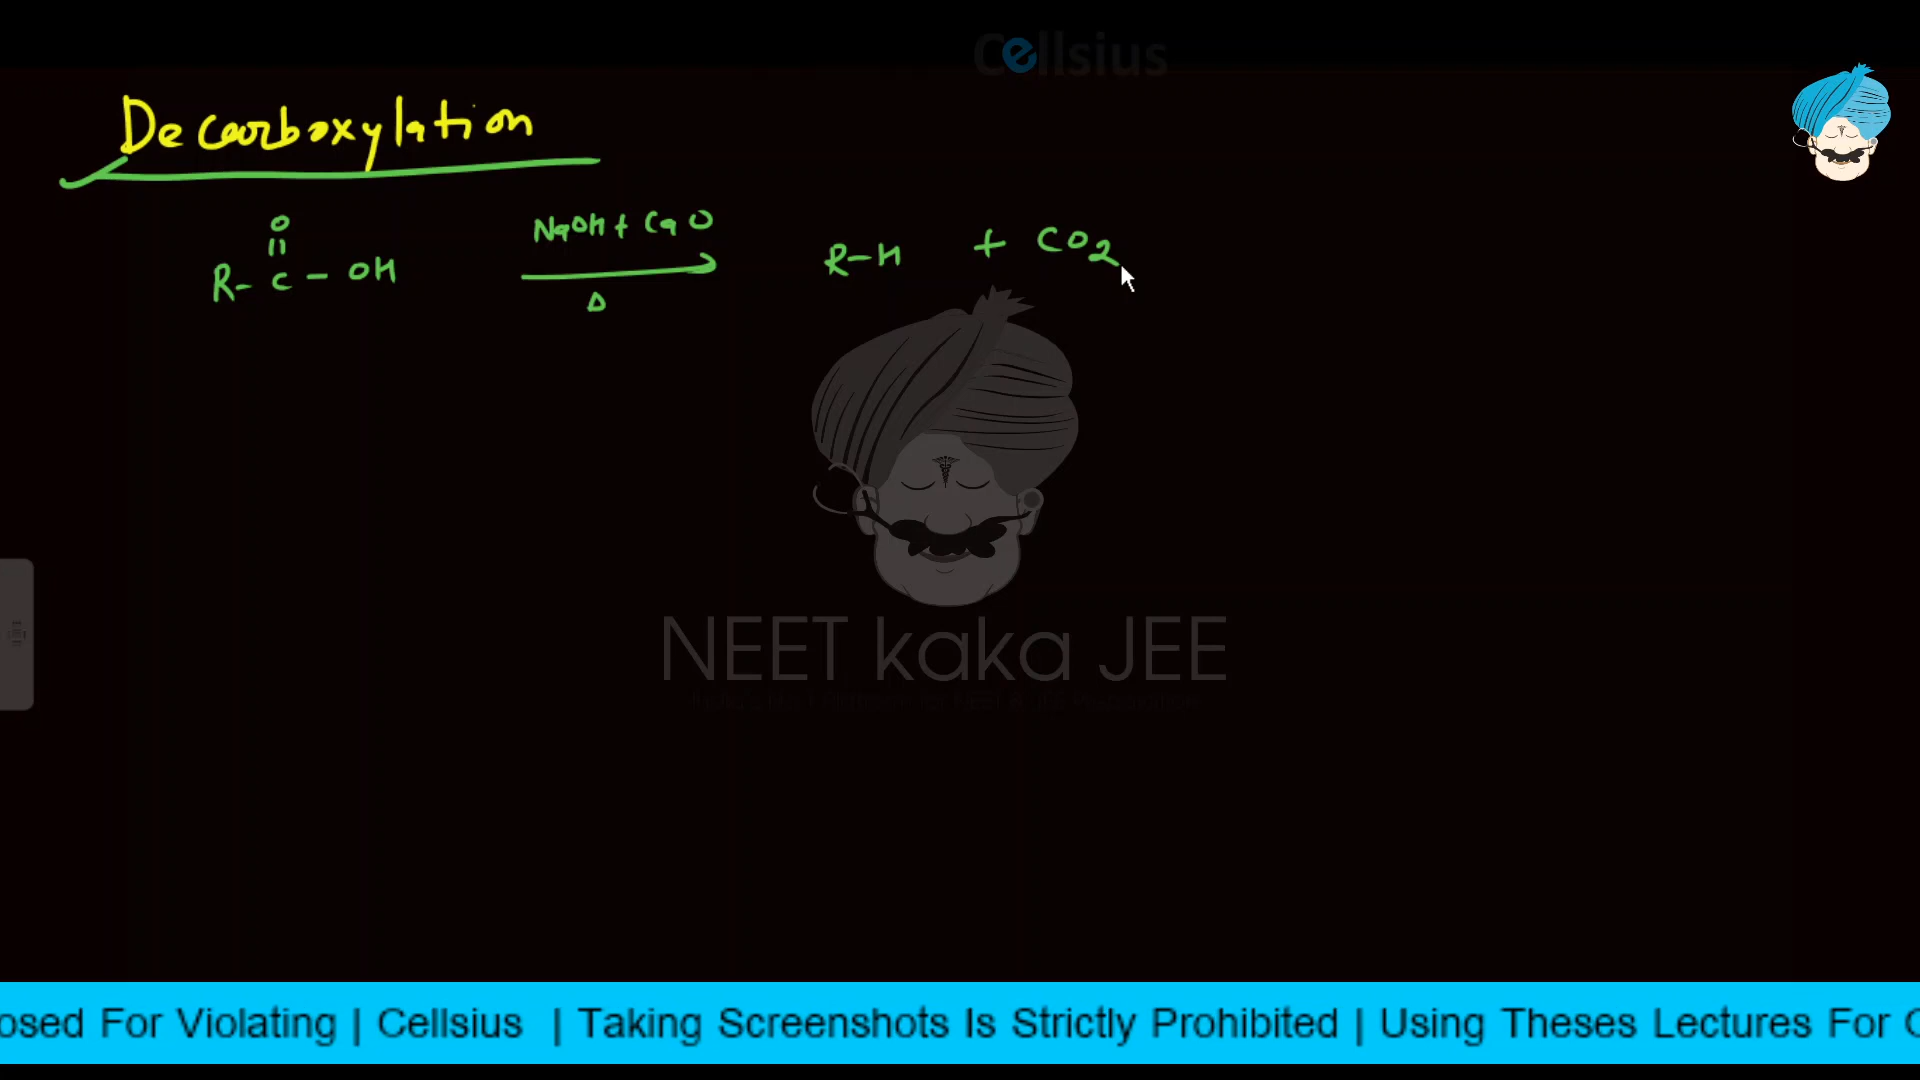 Cellsius
Decarboxylation
O
||
R- C - OH
NaOH + CaO
Δ
R-H + CO2
NEET kaka JEE
osed For Violating | Cellsius | Taking Screenshots Is Strictly Prohibited | Using Theses Lectures For